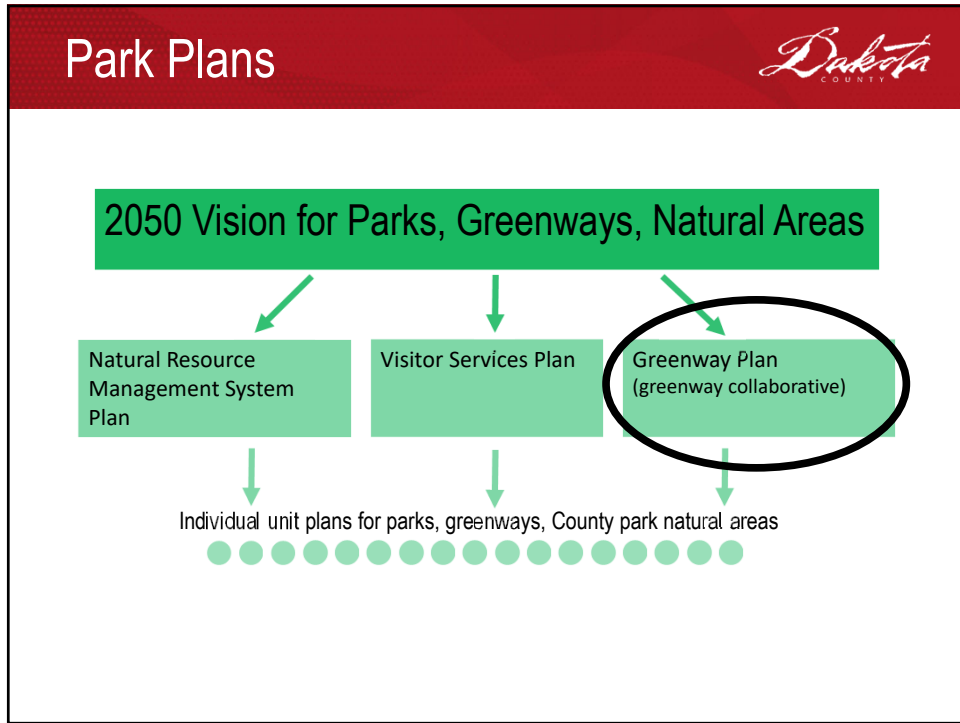 Park Plans
Dakota
COUNTY
2050 Vision for Parks, Greenways, Natural Areas
Natural Resource
Management System
Plan
Visitor Services Plan
Greenway Plan
(greenway collaborative)
Individual unit plans for parks, greenways, County park natural areas